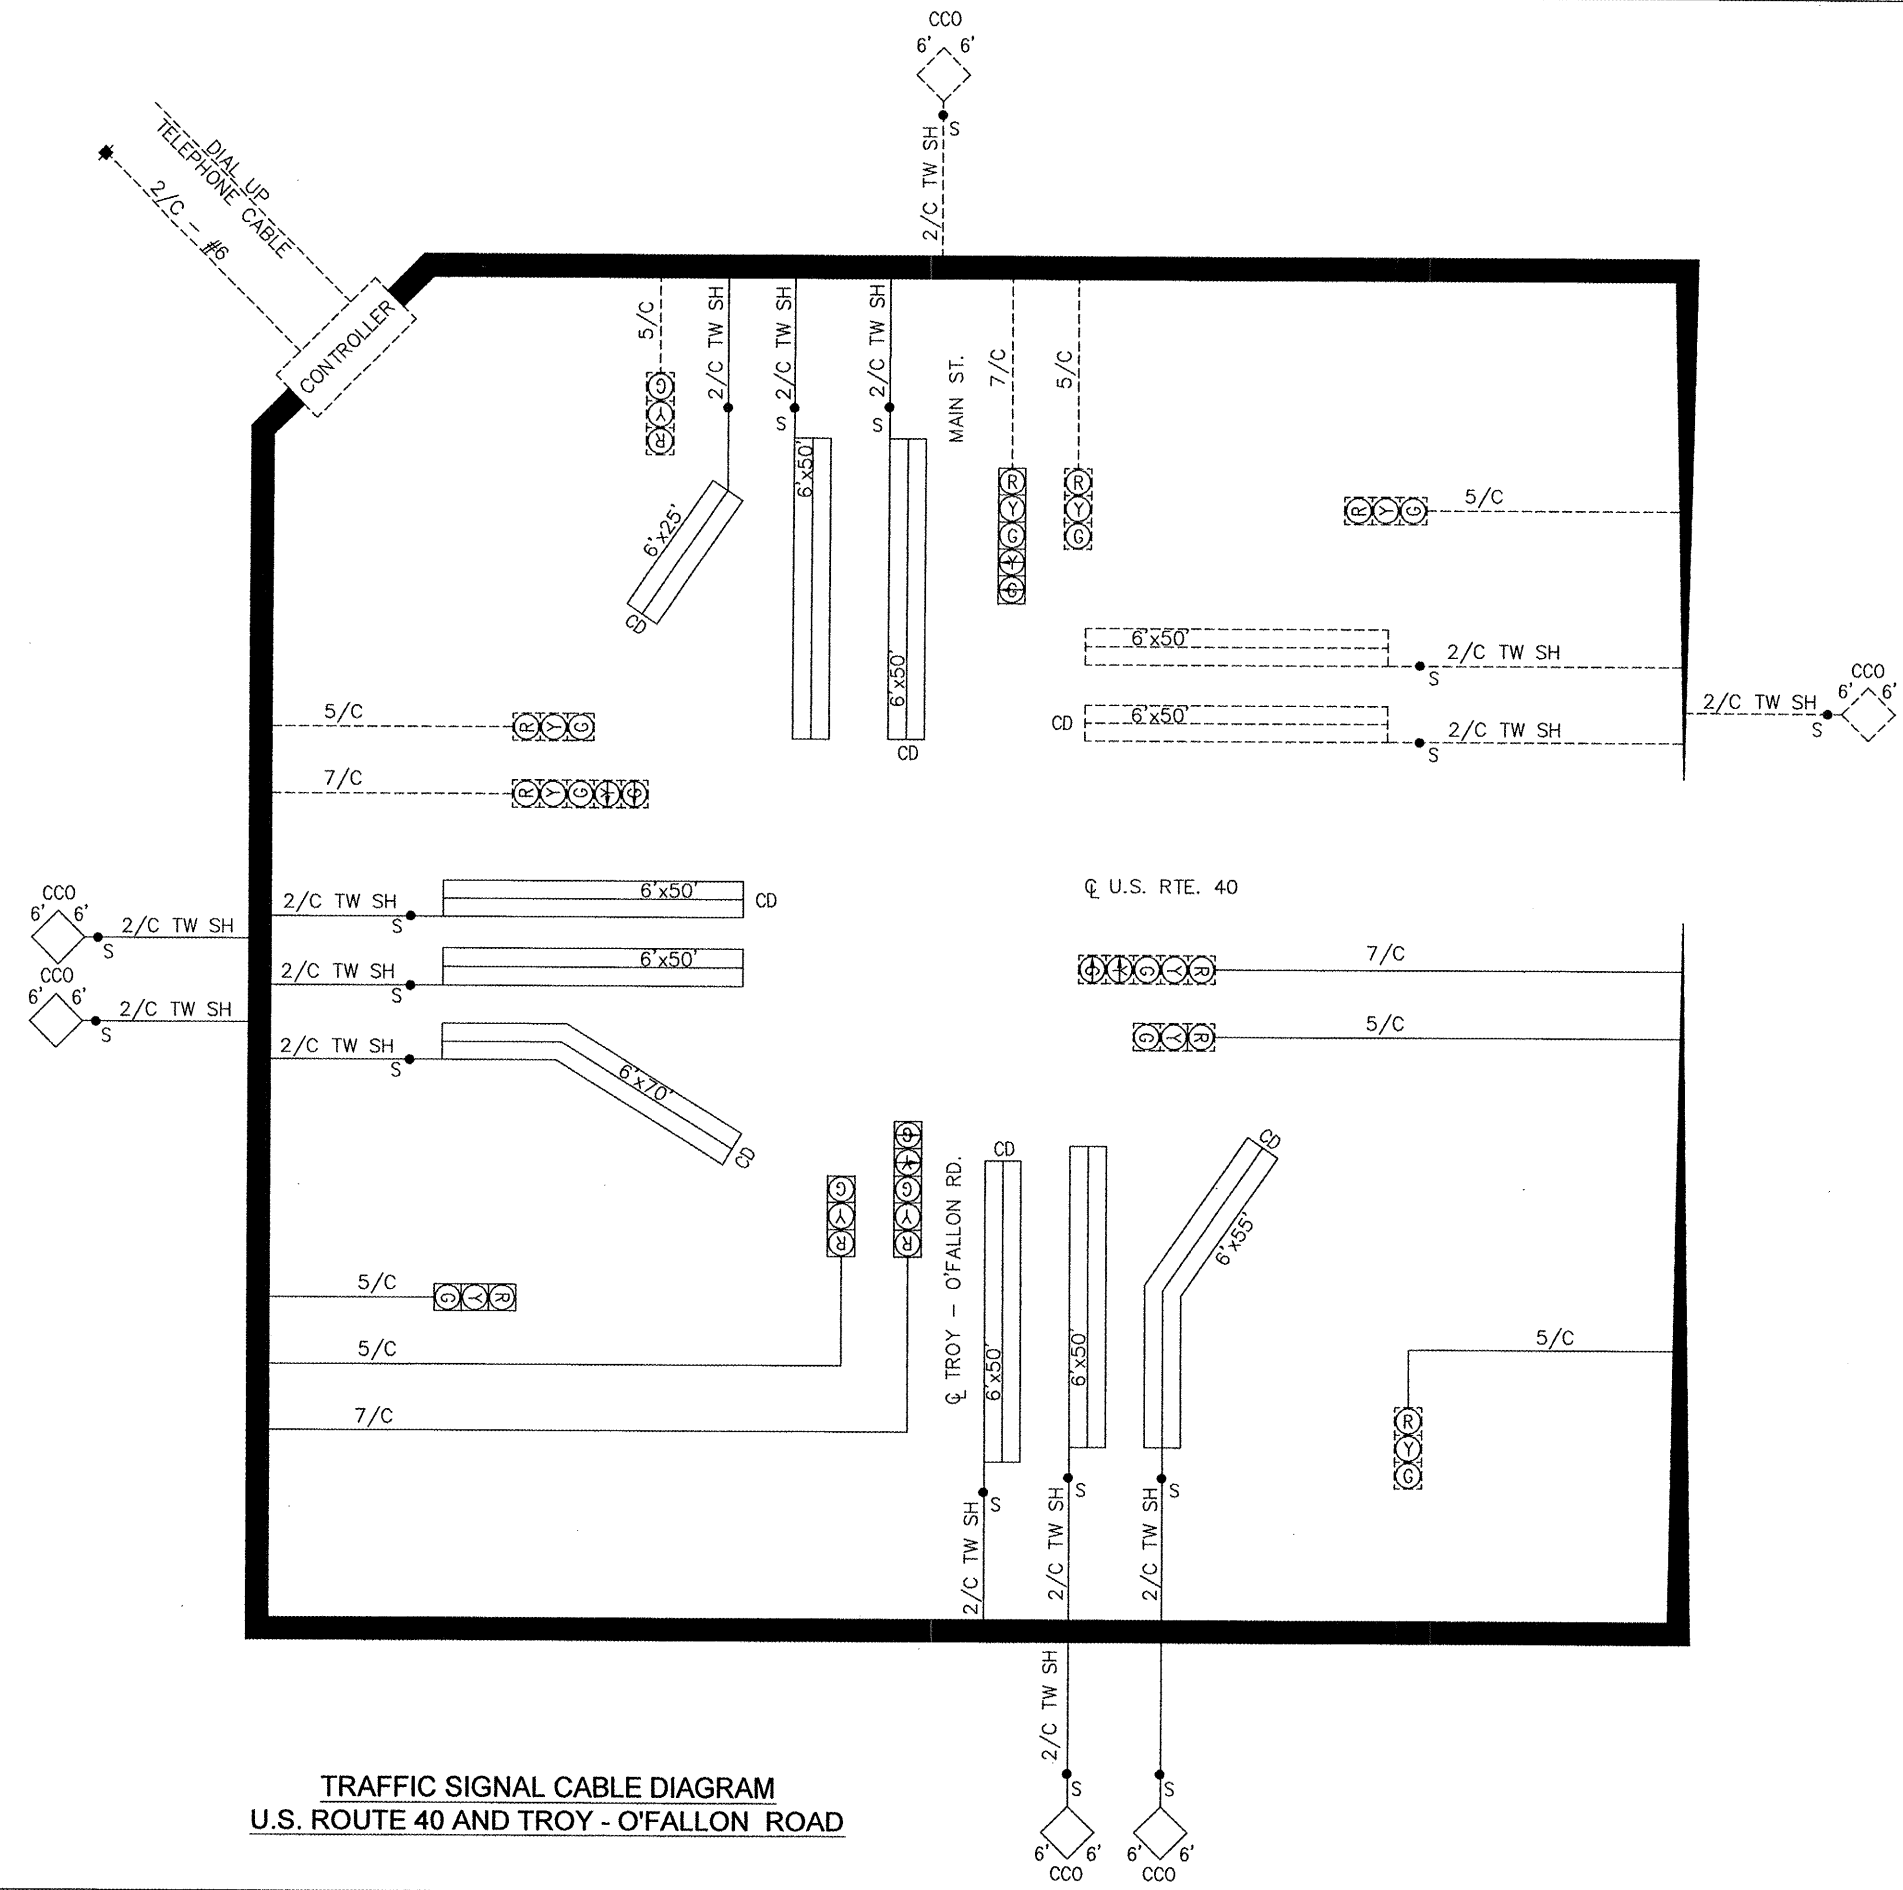 CCO
6' 6'
S
2/C TW SH
DIAL UP
TELEPHONE CABLE
2/C - #6
CONTROLLER
5/C
G Y R
2/C TW SH
6'x25'
CD
2/C TW SH
S
6'x50'
2/C TW SH
S
6'x50'
CD
MAIN ST.
7/C
R Y G Y G
5/C
R Y G
R Y G
5/C
6'x50'
2/C TW SH
S
CD
6'x50'
2/C TW SH
S
2/C TW SH
S
CCO
6' 6'
5/C
R Y G
7/C
R Y G Y G
CCO
6' 6'
S
2/C TW SH
CCO
6' 6'
S
2/C TW SH
2/C TW SH
S
6'x50'
CD
2/C TW SH
S
6'x50'
2/C TW SH
S
6'x70'
CD
℄ U.S. RTE. 40
G Y G Y R
7/C
G Y R
5/C
G Y R
G Y G Y R
℄ TROY - O'FALLON RD.
CD
6'x50'
S
2/C TW SH
6'x50'
S
2/C TW SH
CD
6'x55'
S
2/C TW SH
5/C
G Y R
5/C
7/C
5/C
R Y G
2/C TW SH
S
6' 6'
CCO
S
6' 6'
CCO
TRAFFIC SIGNAL CABLE DIAGRAM
U.S. ROUTE 40 AND TROY - O'FALLON ROAD